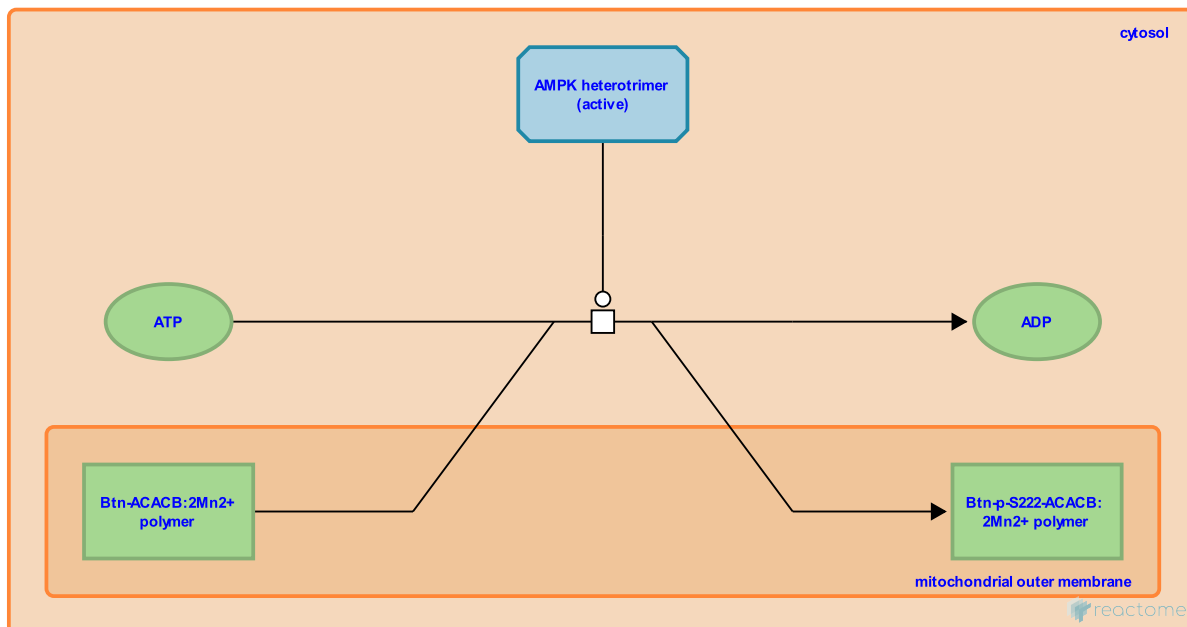 cytosol
AMPK heterotrimer
(active)
ATP
ADP
Btn-ACACB:2Mn2+
polymer
Btn-p-S222-ACACB:
2Mn2+ polymer
mitochondrial outer membrane
reactome